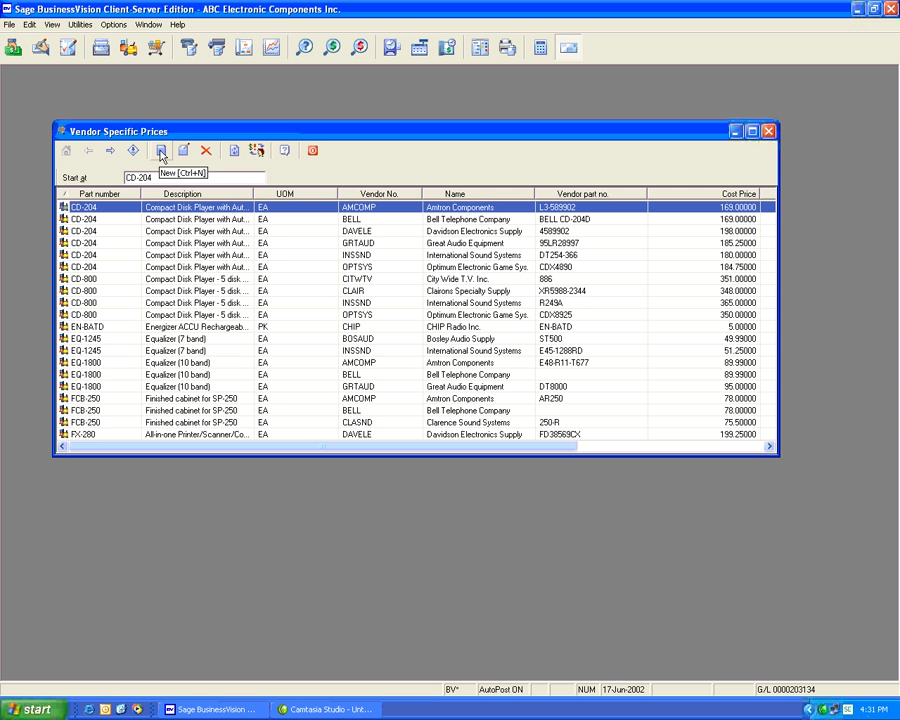 Sage BusinessVision Client-Server Edition - ABC Electronic Components Inc.
File Edit View Utilities Options Window Help
Vendor Specific Prices
Start at CD-204
New [Ctrl+N]
Part number Description UOM Vendor No. Name Vendor part no. Cost Price
CD-204 Compact Disk Player with Aut... EA AMCOMP Amtron Components L3-589902 169.00000
CD-204 Compact Disk Player with Aut... EA BELL Bell Telephone Company BELL CD-204D 169.00000
CD-204 Compact Disk Player with Aut... EA DAVELE Davidson Electronics Supply 4589902 198.00000
CD-204 Compact Disk Player with Aut... EA GRTAUD Great Audio Equipment 95LR28997 185.25000
CD-204 Compact Disk Player with Aut... EA INSSND International Sound Systems DT254-366 180.00000
CD-204 Compact Disk Player with Aut... EA OPTSYS Optimum Electronic Game Sys. CDX4890 184.75000
CD-800 Compact Disk Player - 5 disk ... EA CITWTV City Wide T.V. Inc. 886 351.00000
CD-800 Compact Disk Player - 5 disk ... EA CLAIR Clairons Specialty Supply XR5988-2344 348.00000
CD-800 Compact Disk Player - 5 disk ... EA INSSND International Sound Systems R249A 365.00000
CD-800 Compact Disk Player - 5 disk ... EA OPTSYS Optimum Electronic Game Sys. CDX8925 350.00000
EN-BATD Energizer ACCU Rechargeab... PK CHIP CHIP Radio Inc. EN-BATD 5.00000
EQ-1245 Equalizer (7 band) EA BOSAUD Bosley Audio Supply ST500 49.99000
EQ-1245 Equalizer (7 band) EA INSSND International Sound Systems E45-1288RD 51.25000
EQ-1800 Equalizer (10 band) EA AMCOMP Amtron Components E48-R11-T677 89.99000
EQ-1800 Equalizer (10 band) EA BELL Bell Telephone Company 89.99000
EQ-1800 Equalizer (10 band) EA GRTAUD Great Audio Equipment DT8000 95.00000
FCB-250 Finished cabinet for SP-250 EA AMCOMP Amtron Components AR250 78.00000
FCB-250 Finished cabinet for SP-250 EA BELL Bell Telephone Company 78.00000
FCB-250 Finished cabinet for SP-250 EA CLASND Clarence Sound Systems 250-R 75.50000
FX-280 All-in-one Printer/Scanner/Co... EA DAVELE Davidson Electronics Supply FD38569CX 199.25000
BV* AutoPost ON NUM 17-Jun-2002 G/L 0000203134
start Sage BusinessVision ... Camtasia Studio - Unt... 4:31 PM